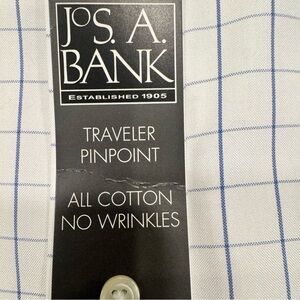 JOS. A.
BANK
ESTABLISHED 1905
TRAVELER
PINPOINT
ALL COTTON
NO WRINKLES